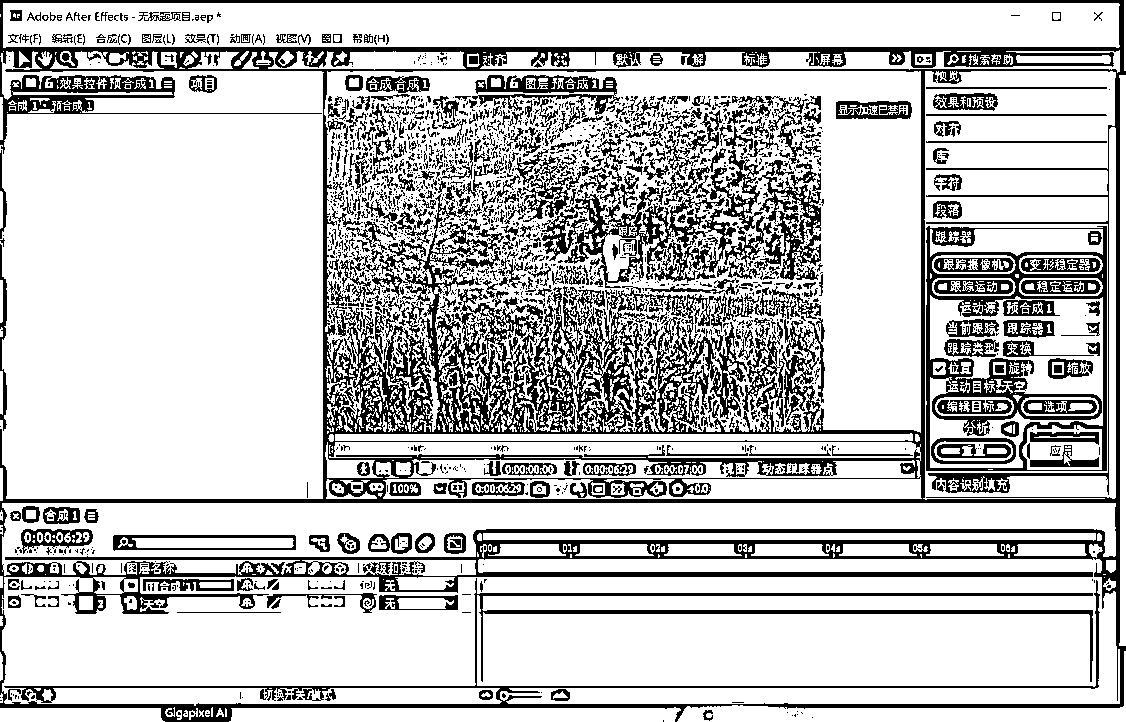 Adobe After Effects - 无标题项目.aep *
文件(F) 编辑(E) 合成(C) 图层(L) 效果(T) 动画(A) 视图(V) 窗口 帮助(H)
对齐 默认 了解 标准 小屏幕 搜索帮助
效果控件 预合成 1 项目
合成 合成 1 图层 预合成 1
合成 1 · 预合成 1
显示加速已禁用
预览
效果和预设
对齐
库
字符
段落
跟踪器
跟踪摄像机 变形稳定器
跟踪运动 稳定运动
运动源: 预合成 1
当前跟踪: 跟踪器 1
跟踪类型: 变换
位置 旋转 缩放
运动目标: 天空
编辑目标... 选项...
分析:
重置 应用
内容识别填充
0:00:00:00 0:00:06:29 0:00:07:00 视图: 动态跟踪器点
100% 0:00:06:29 +0.0
合成 1
0:00:06:29
图层名称 父级和链接
1 预合成 1 无
2 天空 无
切换开关/模式
Gigapixel AI